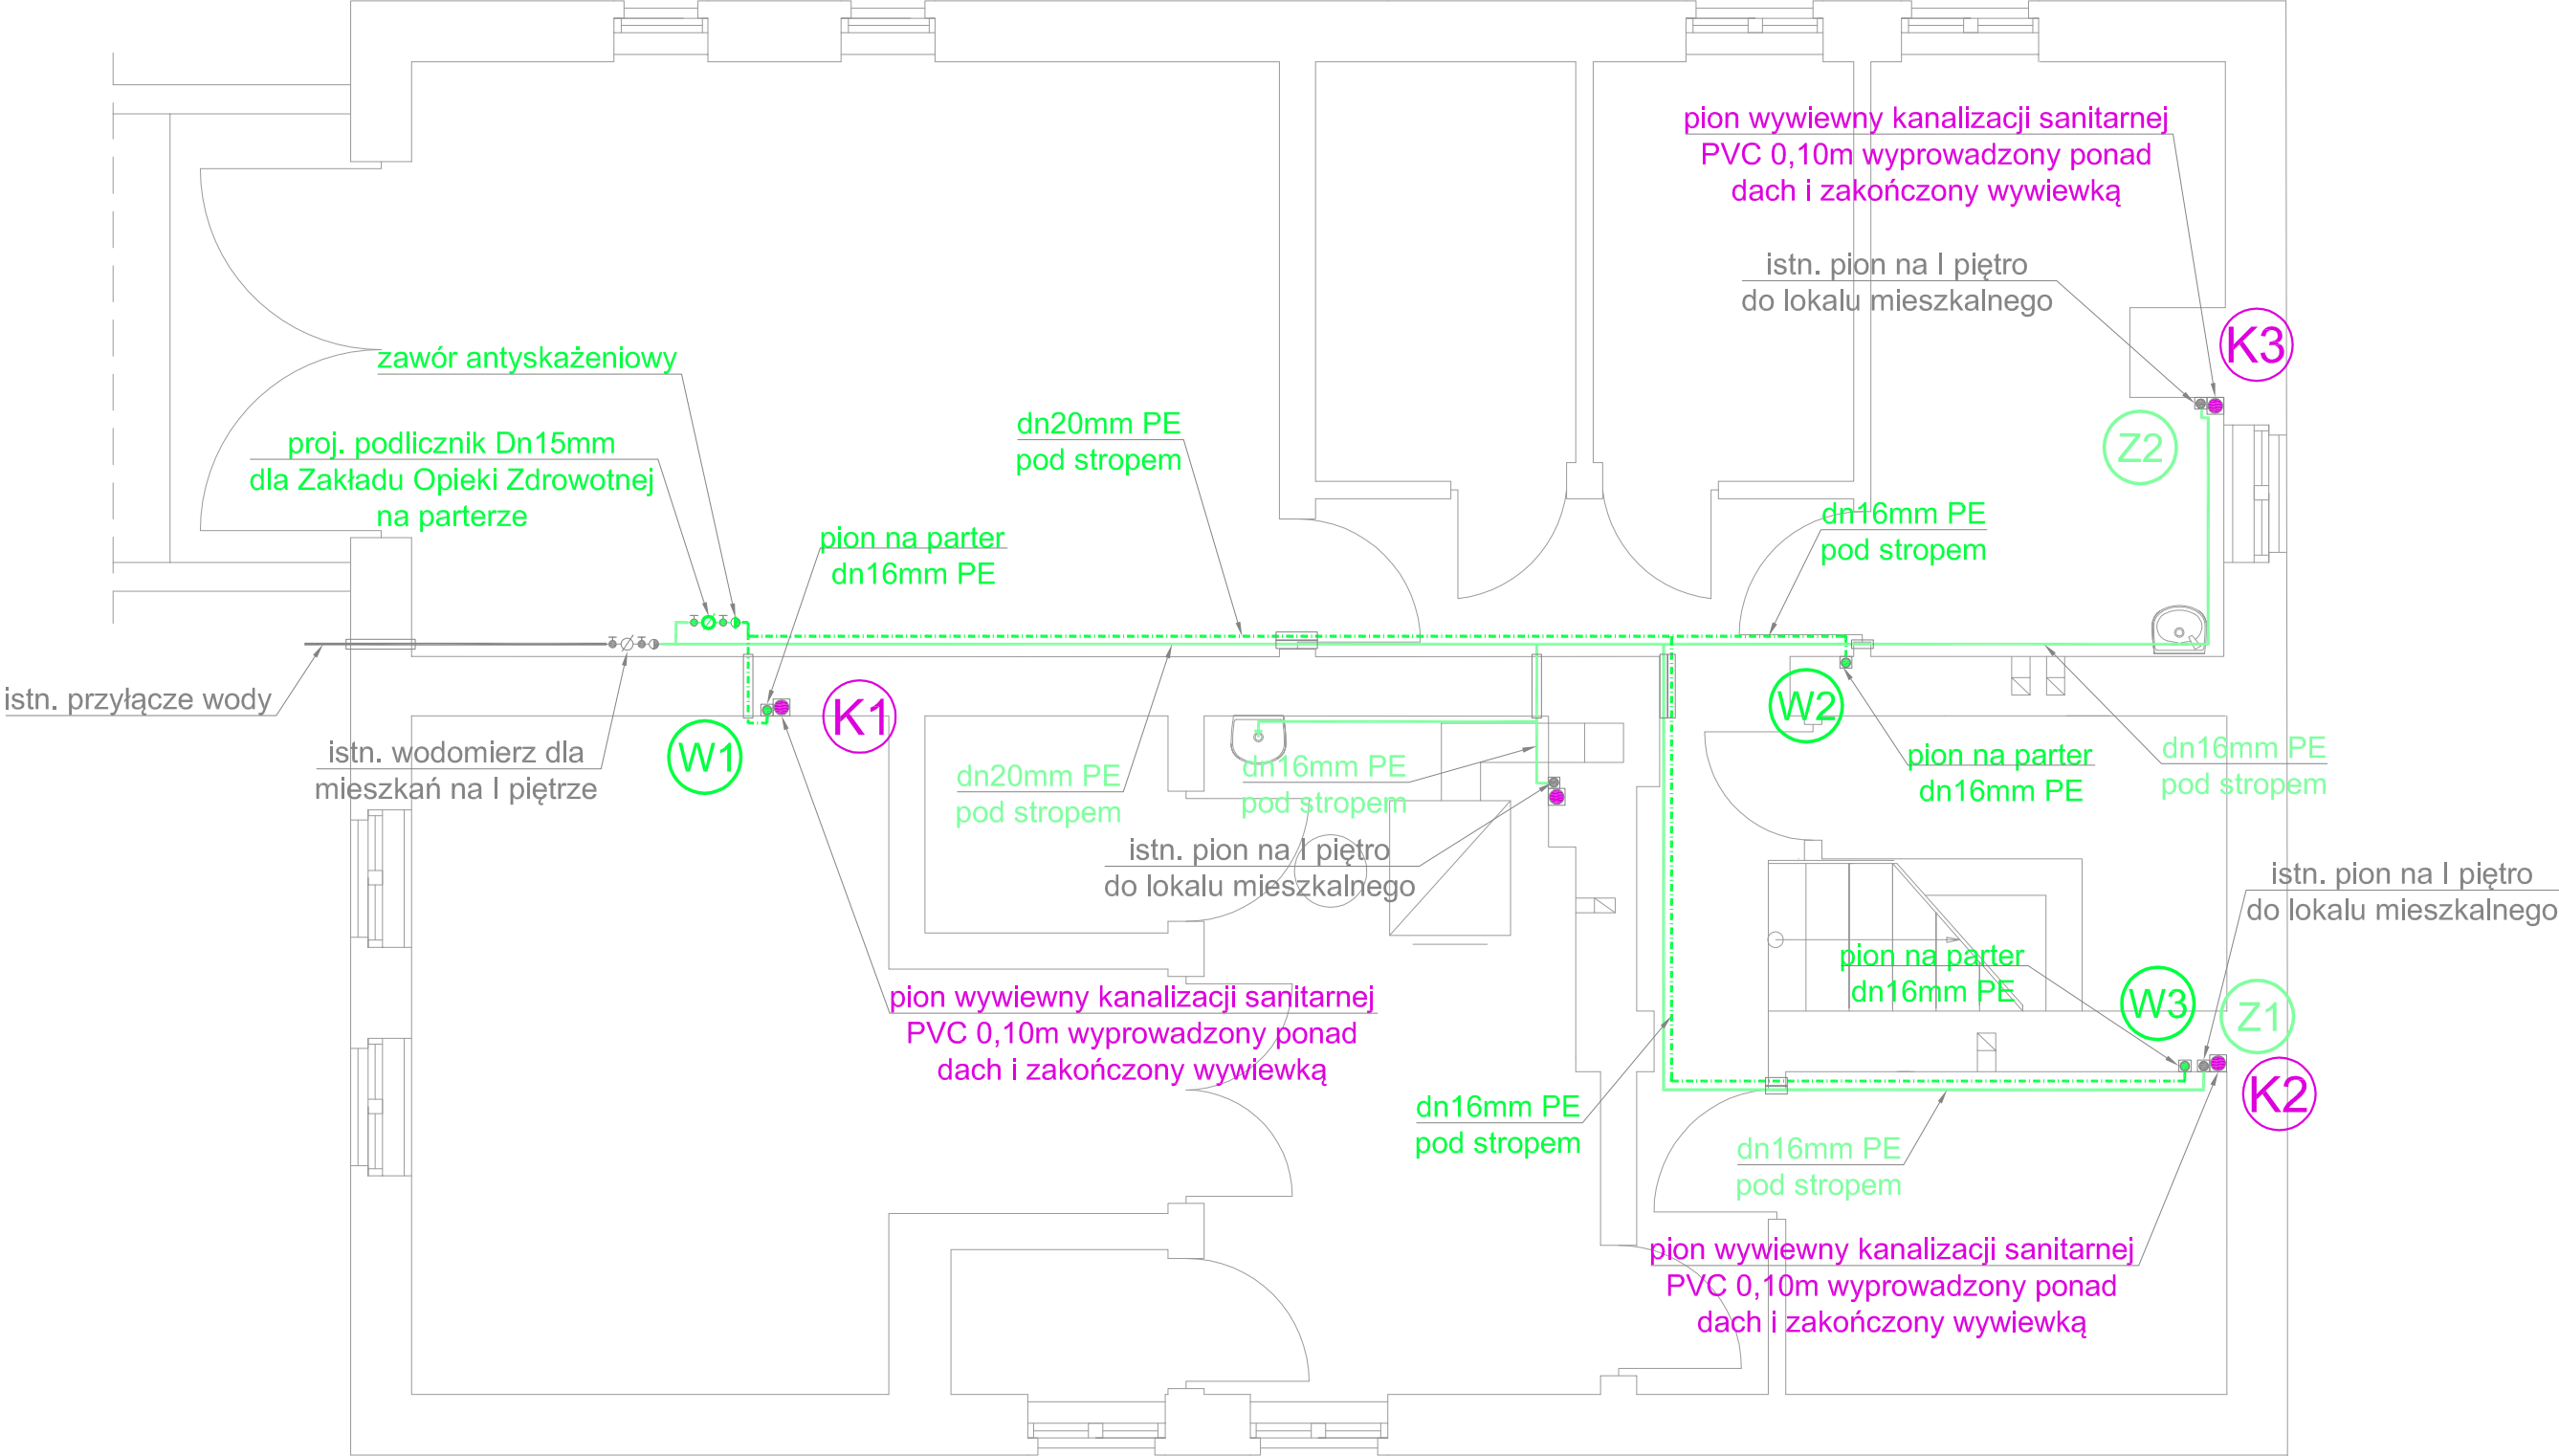 pion wywiewny kanalizacji sanitarnej
PVC 0,10m wyprowadzony ponad
dach i zakończony wywiewką
istn. pion na I piętro
do lokalu mieszkalnego
K3
zawór antyskażeniowy
proj. podlicznik Dn15mm
dla Zakładu Opieki Zdrowotnej
na parterze
dn20mm PE
pod stropem
Z2
pion na parter
dn16mm PE
dn16mm PE
pod stropem
istn. przyłącze wody
istn. wodomierz dla
mieszkań na I piętrze
W1
K1
dn20mm PE
pod stropem
dn16mm PE
pod stropem
W2
pion na parter
dn16mm PE
dn16mm PE
pod stropem
istn. pion na I piętro
do lokalu mieszkalnego
istn. pion na I piętro
do lokalu mieszkalnego
pion na parter
dn16mm PE
W3
Z1
K2
pion wywiewny kanalizacji sanitarnej
PVC 0,10m wyprowadzony ponad
dach i zakończony wywiewką
dn16mm PE
pod stropem
dn16mm PE
pod stropem
pion wywiewny kanalizacji sanitarnej
PVC 0,10m wyprowadzony ponad
dach i zakończony wywiewką